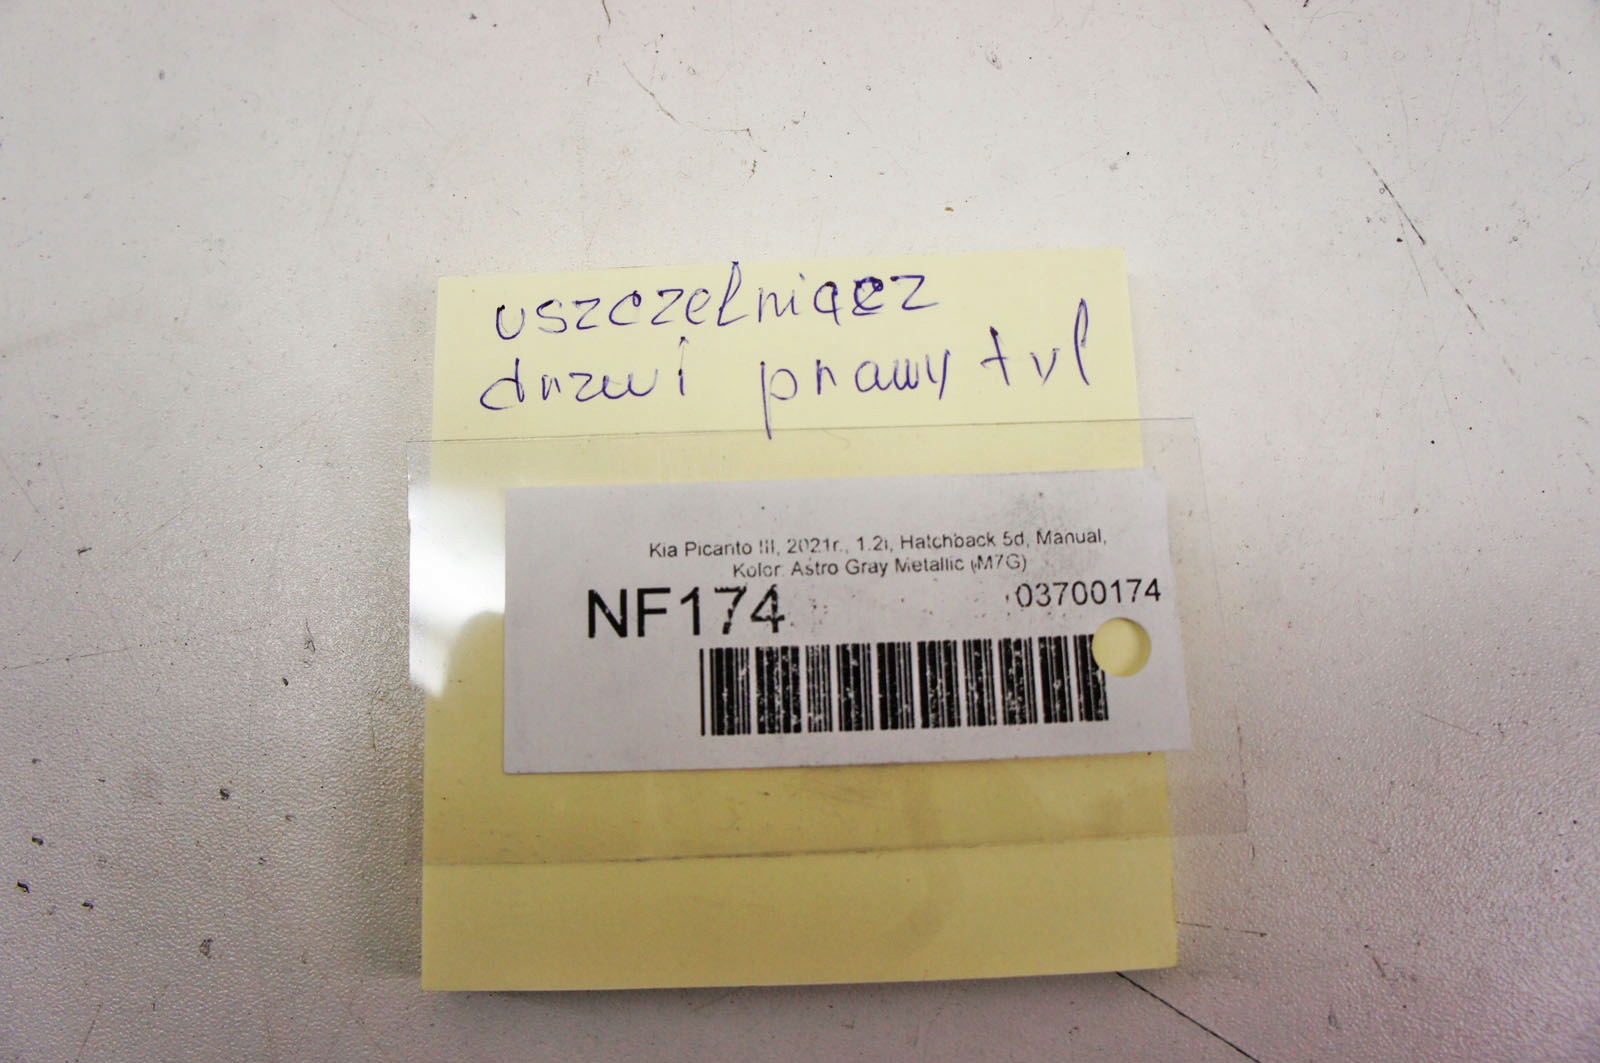 uszczelniacz
drzwi prawy tył
Kia Picanto III, 2021r., 1.2i, Hatchback 5d, Manual,
Kolor: Astro Gray Metallic (M7G)
NF174
03700174